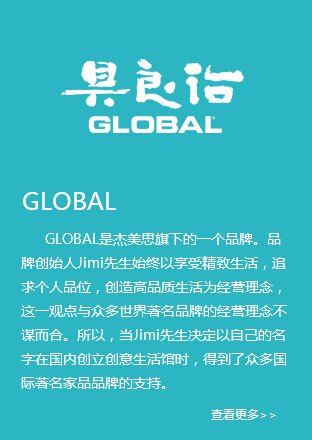 具良治
GLOBAL
GLOBAL
GLOBAL是杰美思旗下的一个品牌。品
牌创始人Jimi先生始终以享受精致生活，追
求个人品位，创造高品质生活为经营理念，
这一观点与众多世界著名品牌的经营理念不
谋而合。所以，当Jimi先生决定以自己的名
字在国内创立创意生活馆时，得到了众多国
际著名家品品牌的支持。
查看更多>>